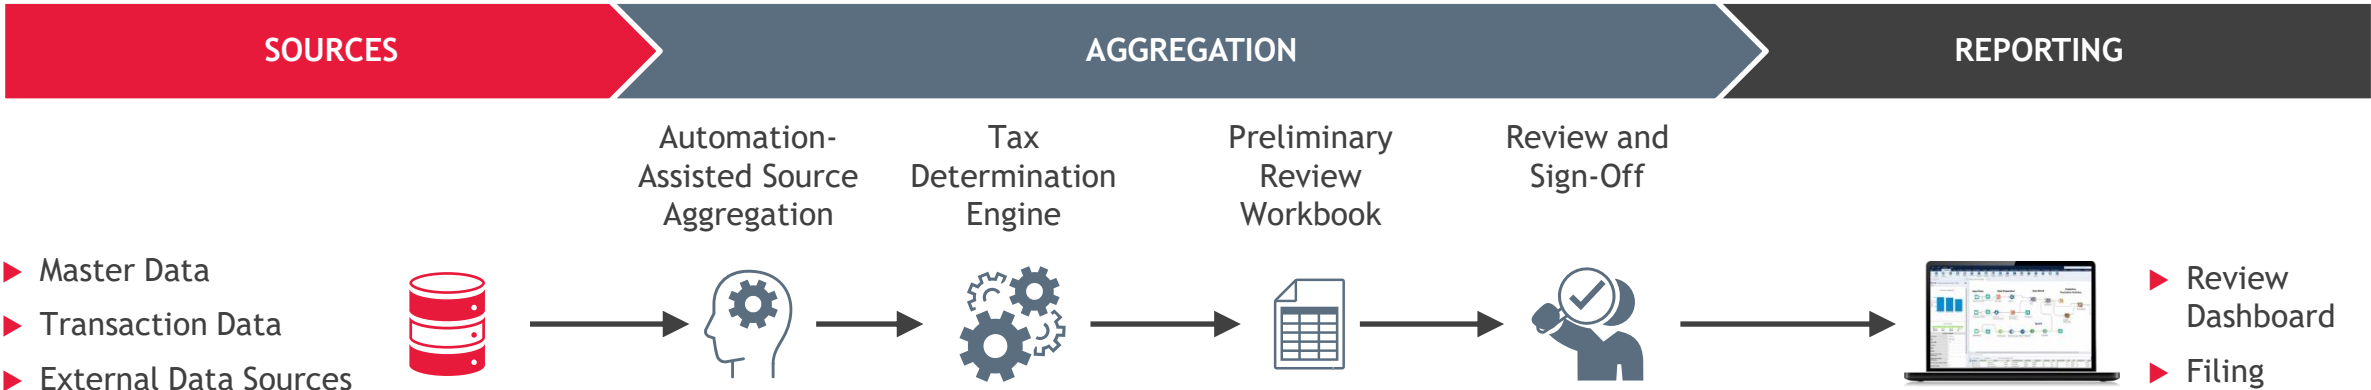 SOURCES
AGGREGATION
REPORTING
Automation-
Assisted Source
Aggregation
Tax
Determination
Engine
Preliminary
Review
Workbook
Review and
Sign-Off
Master Data
Transaction Data
External Data Sources
Review
Dashboard
Filing